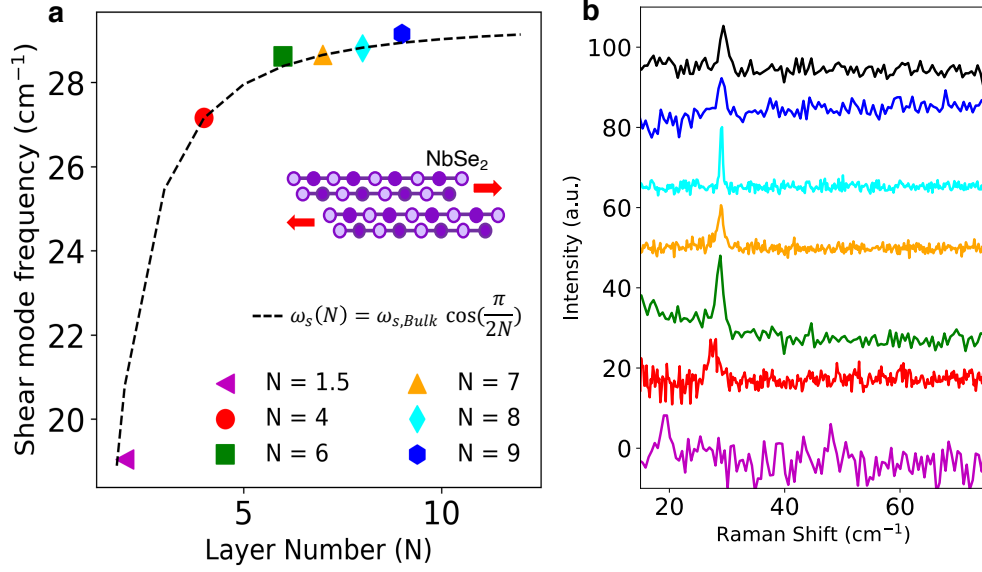 a
Shear mode frequency (cm⁻¹)
28
26
24
22
20
5
10
Layer Number (N)
NbSe₂
ω_s(N) = ω_{s,Bulk} cos(π/2N)
N = 1.5
N = 4
N = 6
N = 7
N = 8
N = 9
b
Intensity (a.u.)
100
80
60
40
20
0
20
40
60
Raman Shift (cm⁻¹)